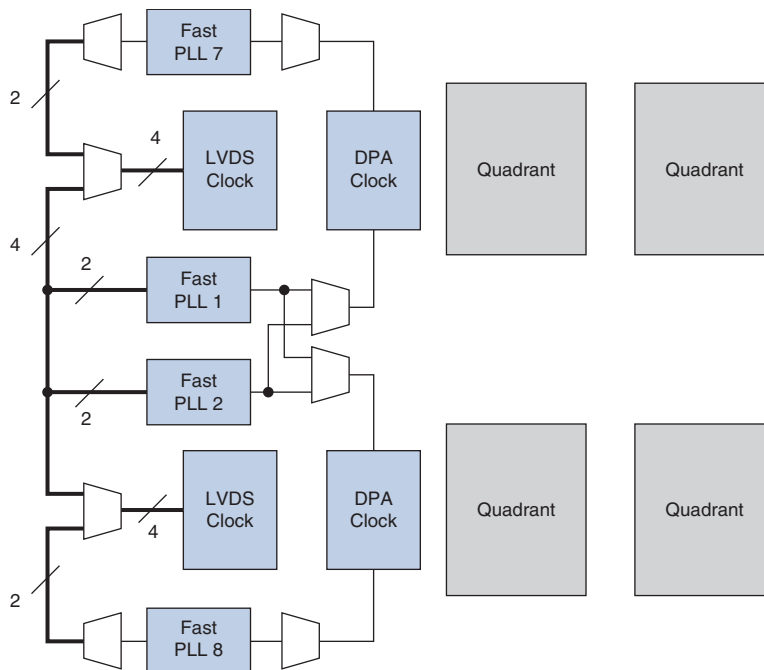 Fast
PLL 7
2
4
LVDS
Clock
DPA
Clock
Quadrant
Quadrant
4
2
Fast
PLL 1
Fast
PLL 2
2
LVDS
Clock
DPA
Clock
Quadrant
Quadrant
4
2
Fast
PLL 8